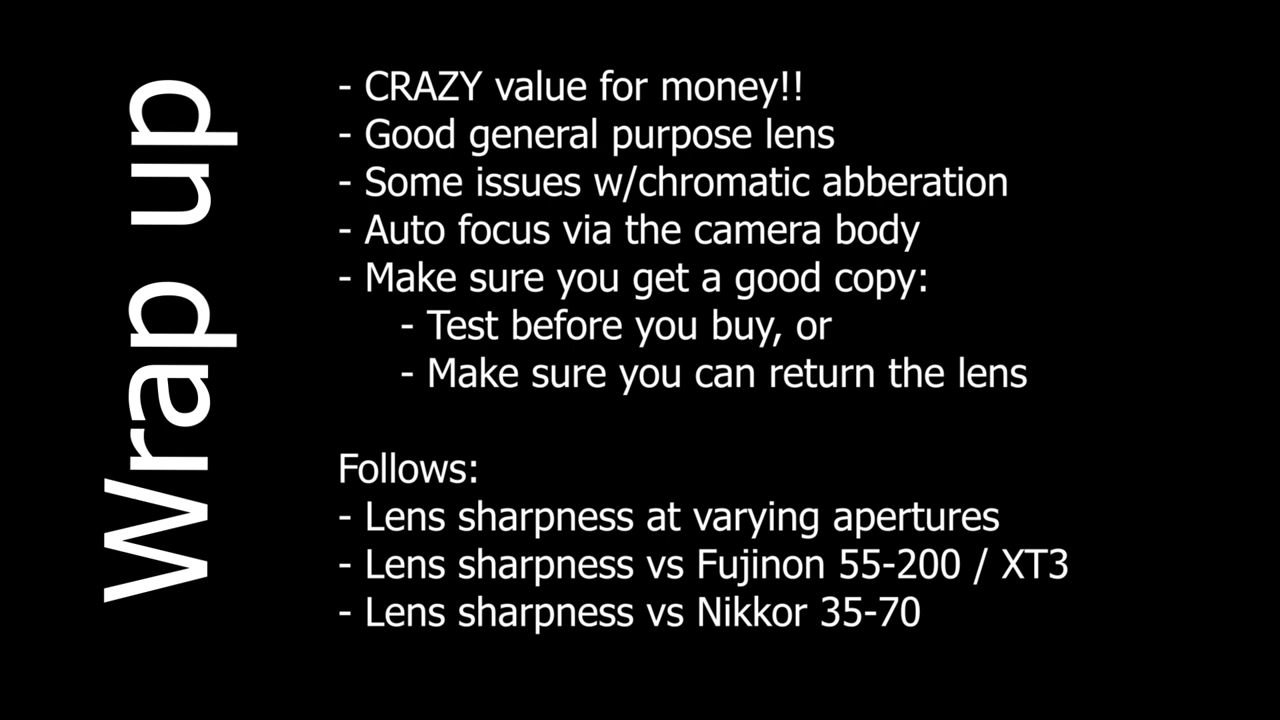 Wrap up
- CRAZY value for money!!
- Good general purpose lens
- Some issues w/chromatic abberation
- Auto focus via the camera body
- Make sure you get a good copy:
- Test before you buy, or
- Make sure you can return the lens
Follows:
- Lens sharpness at varying apertures
- Lens sharpness vs Fujinon 55-200 / XT3
- Lens sharpness vs Nikkor 35-70